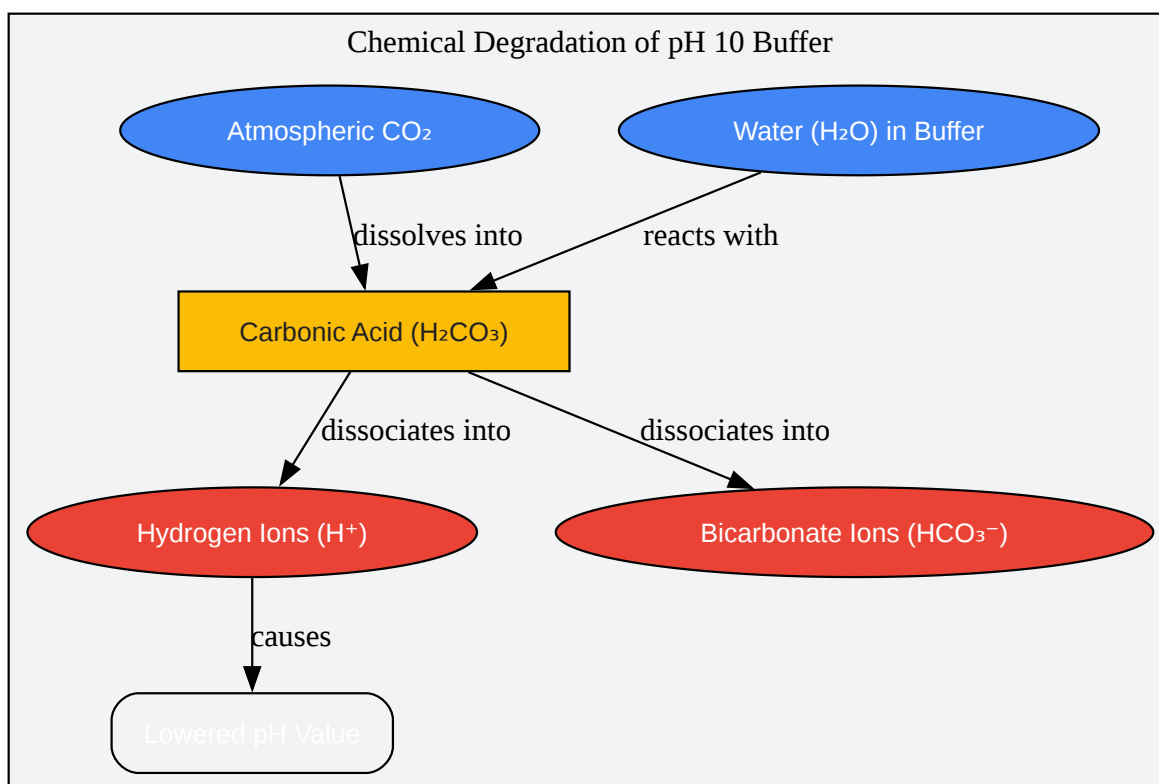 Chemical Degradation of pH 10 Buffer
Atmospheric CO₂
Water (H₂O) in Buffer
dissolves into
reacts with
Carbonic Acid (H₂CO₃)
dissociates into
dissociates into
Hydrogen Ions (H⁺)
Bicarbonate Ions (HCO₃⁻)
causes
Lowered pH Value